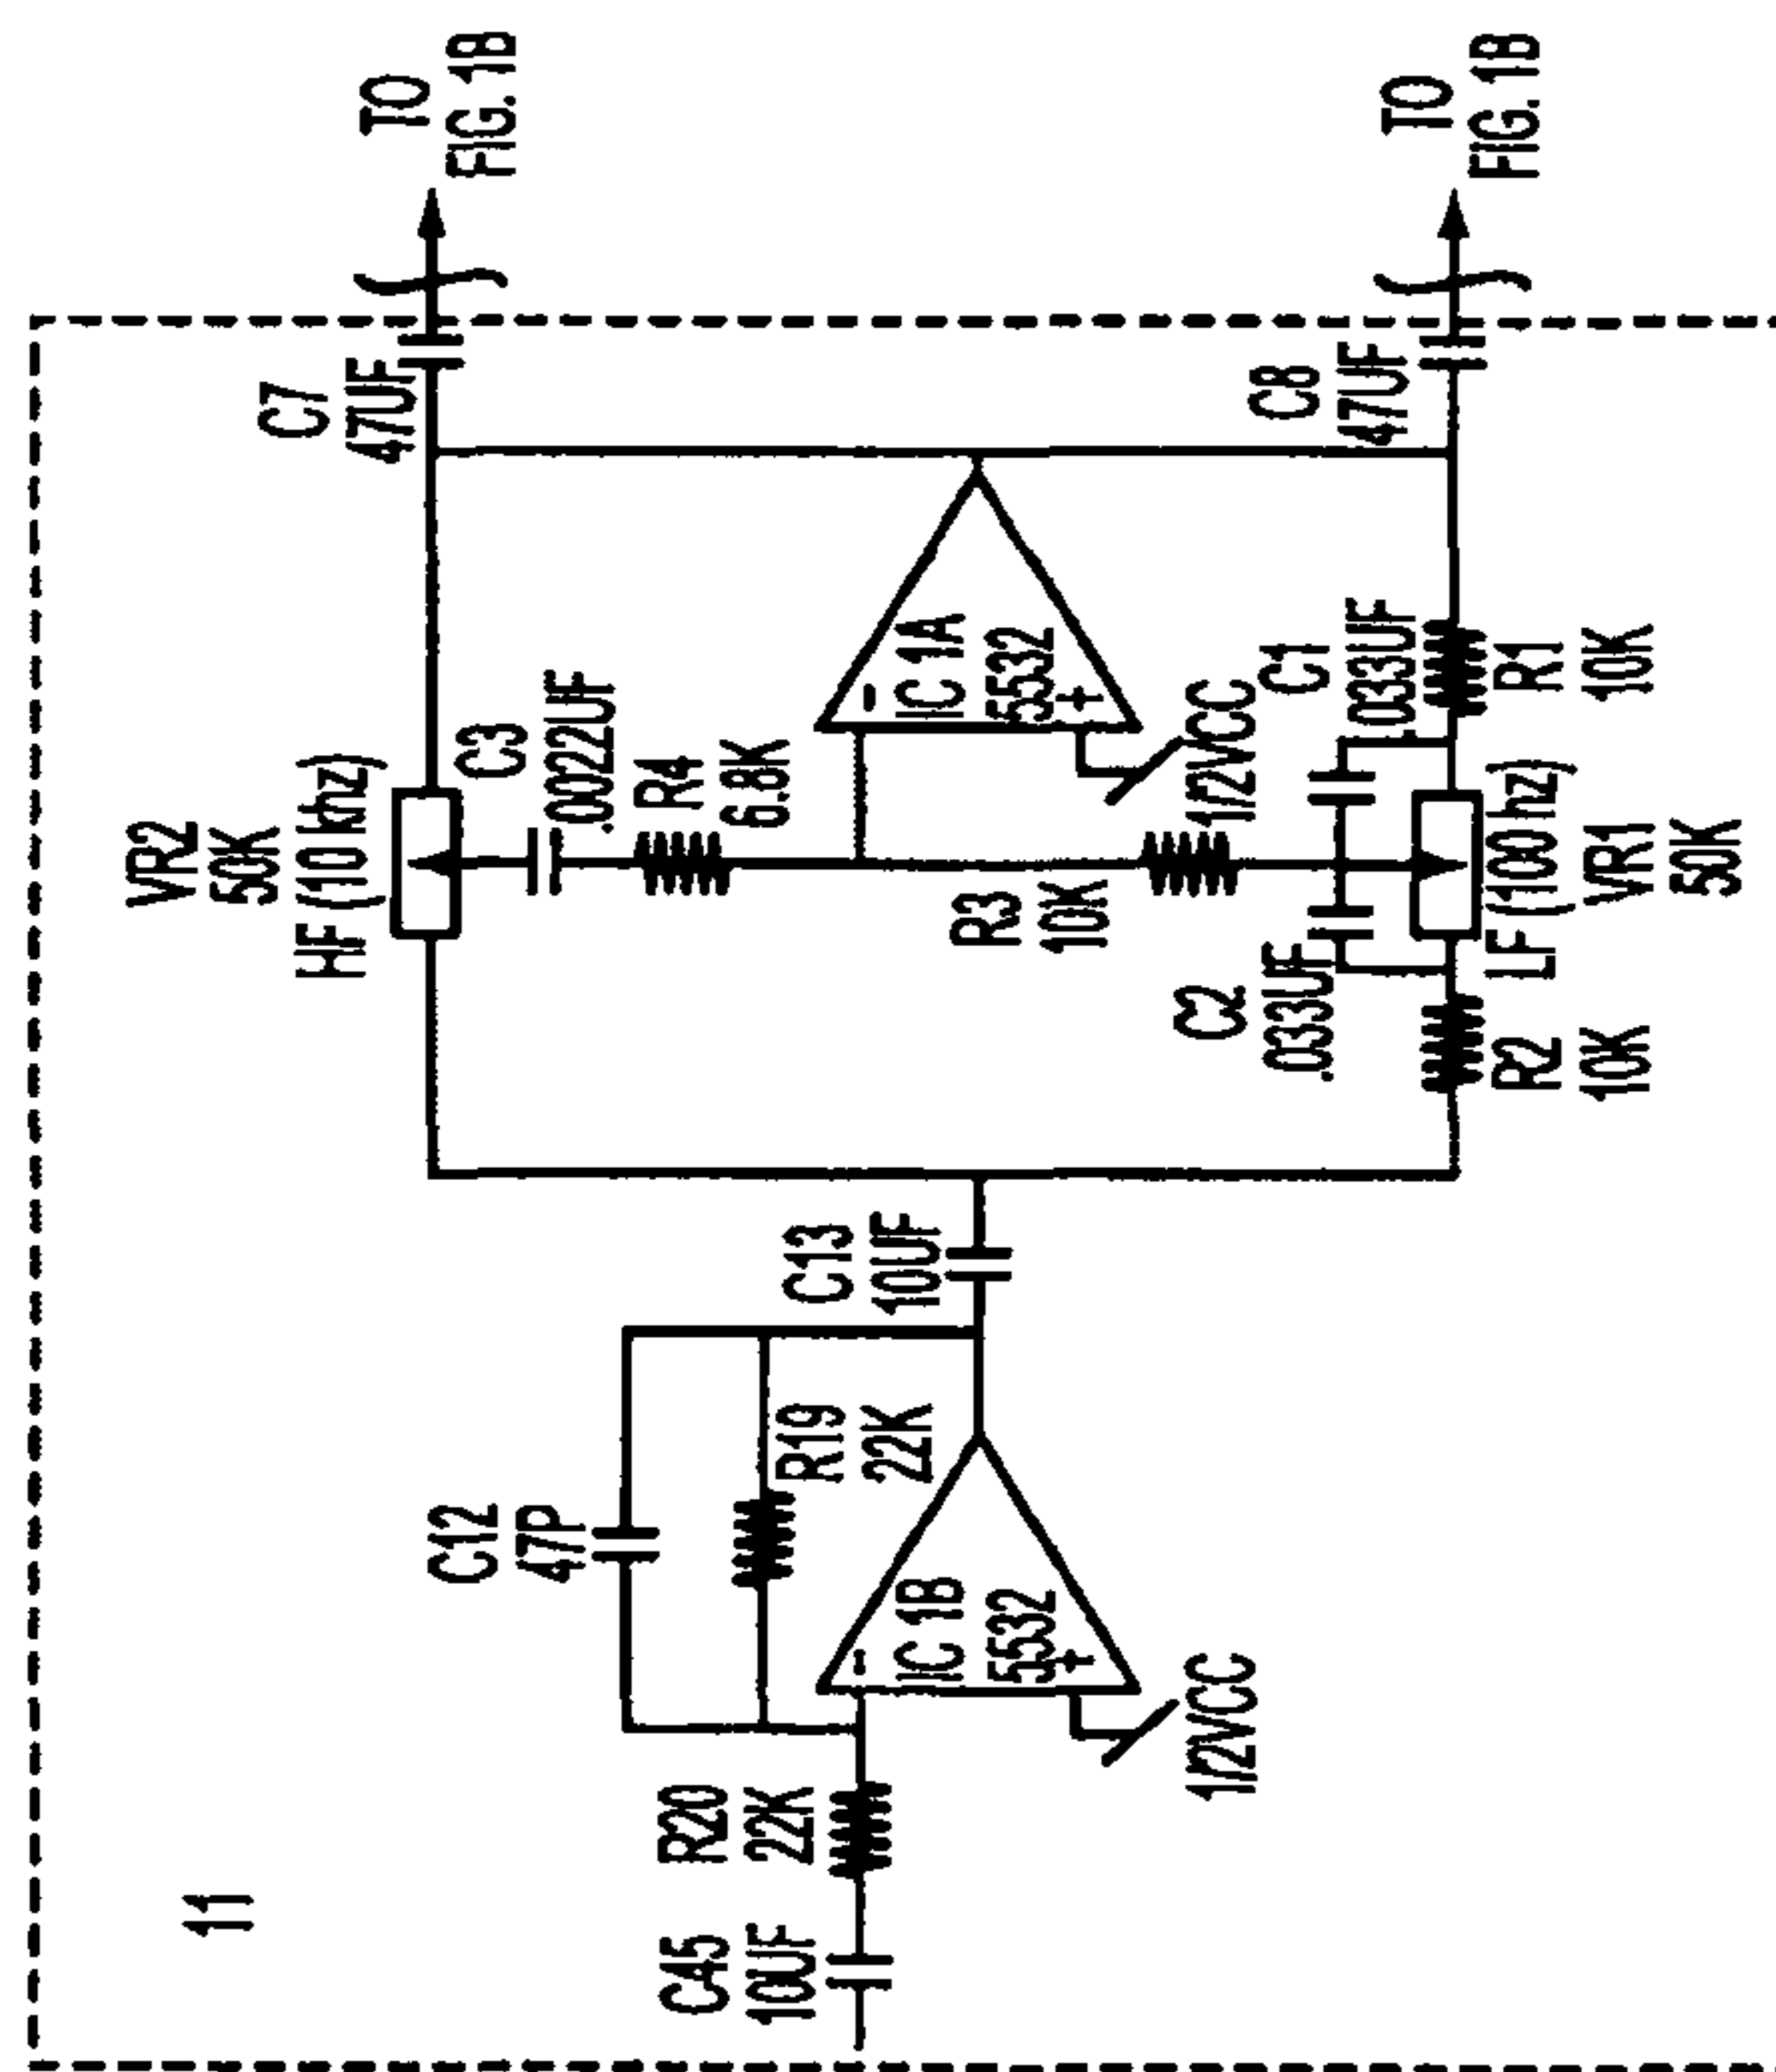 11
C45
10UF
R20
22K
C12
47P
R19
22K
-
IC 1B
5532
+
1/2VCC
C13
10UF
VR2
50K
HF (10 khz)
C3
.0022UF
R4
6.8K
R3
10K
-
IC 1A
5532
+
1/2VCC
C2
.033UF
C1
.033UF
R2
10K
LF (100 hz)
VR1
50K
R1
10K
C7
47UF
C8
47UF
TO
FIG. 1B
TO
FIG. 1B